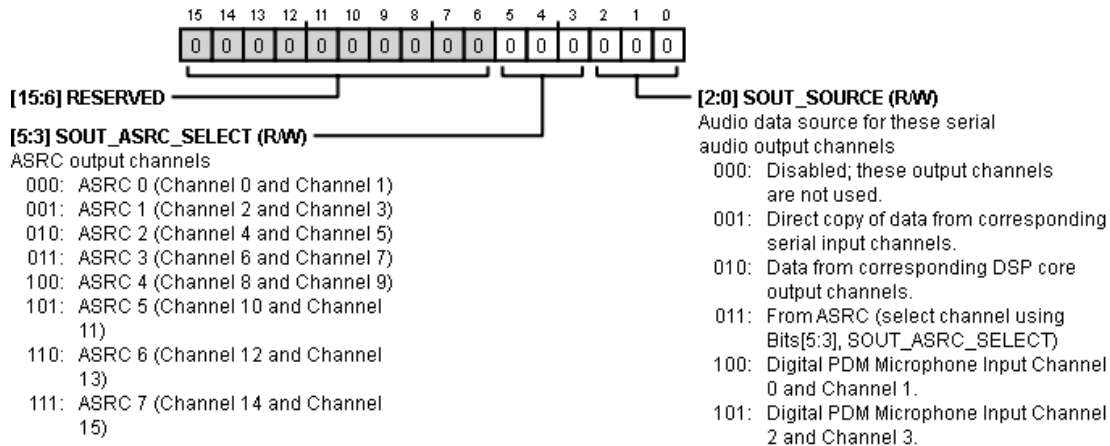 15 14 13 12 11 10 9 8 7 6 5 4 3 2 1 0
0 0 0 0 0 0 0 0 0 0 0 0 0 0 0 0
[15:6] RESERVED
[5:3] SOUT_ASRC_SELECT (R/W)
ASRC output channels
000: ASRC 0 (Channel 0 and Channel 1)
001: ASRC 1 (Channel 2 and Channel 3)
010: ASRC 2 (Channel 4 and Channel 5)
011: ASRC 3 (Channel 6 and Channel 7)
100: ASRC 4 (Channel 8 and Channel 9)
101: ASRC 5 (Channel 10 and Channel
11)
110: ASRC 6 (Channel 12 and Channel
13)
111: ASRC 7 (Channel 14 and Channel
15)
[2:0] SOUT_SOURCE (R/W)
Audio data source for these serial
audio output channels
000: Disabled; these output channels
are not used.
001: Direct copy of data from corresponding
serial input channels.
010: Data from corresponding DSP core
output channels.
011: From ASRC (select channel using
Bits[5:3], SOUT_ASRC_SELECT)
100: Digital PDM Microphone Input Channel
0 and Channel 1.
101: Digital PDM Microphone Input Channel
2 and Channel 3.